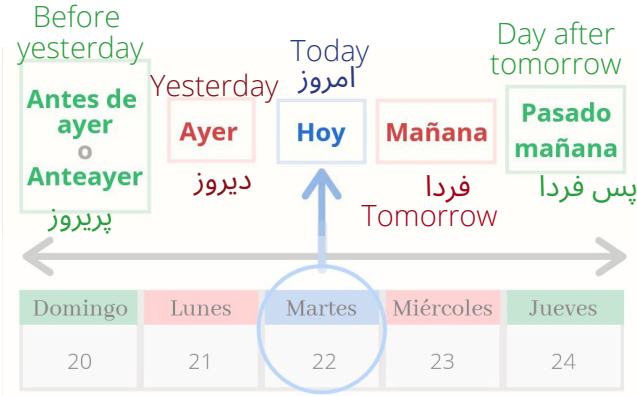 Before
yesterday
Antes de
ayer
o
Anteayer
پریروز
Yesterday
Ayer
دیروز
Today
امروز
Hoy
Mañana
فردا
Tomorrow
Day after
tomorrow
Pasado
mañana
پس فردا
Domingo Lunes Martes Miércoles Jueves
20 21 22 23 24